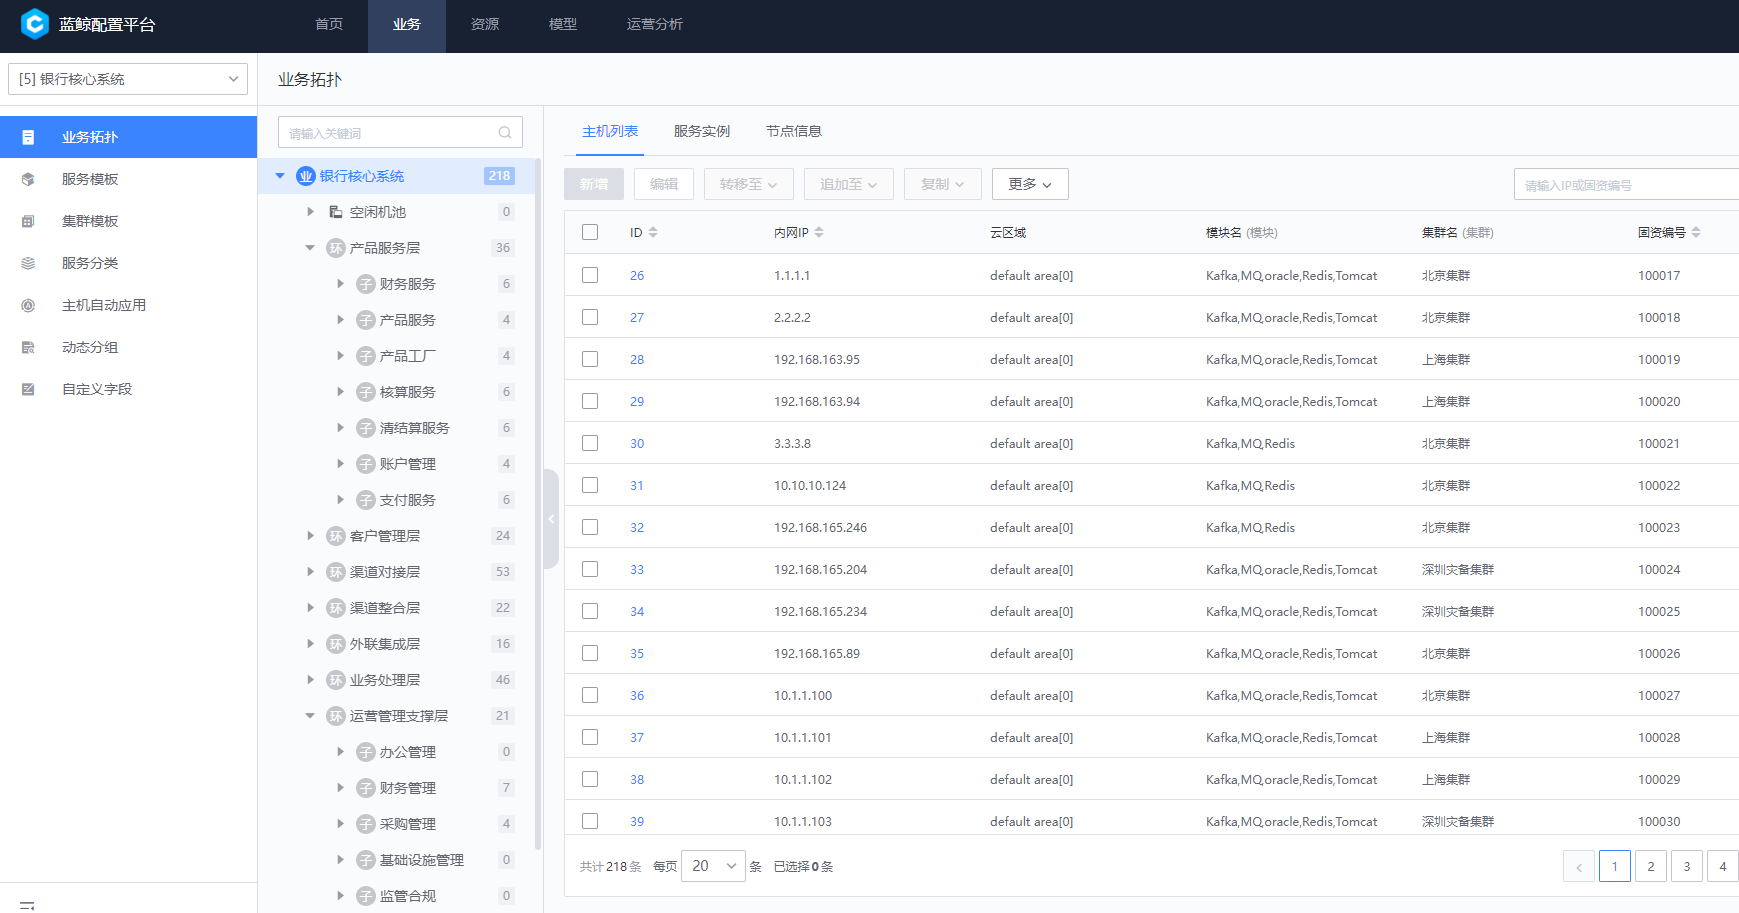 蓝鲸配置平台 首页 业务 资源 模型 运营分析
[5] 银行核心系统
业务拓扑
服务模板
集群模板
服务分类
主机自动应用
动态分组
自定义字段
业务拓扑
请输入关键词
业 银行核心系统 218
空闲机池 0
环 产品服务层 36
子 财务服务 6
子 产品服务 4
子 产品工厂 4
子 核算服务 6
子 清结算服务 6
子 账户管理 4
子 支付服务 6
环 客户管理层 24
环 渠道对接层 53
环 渠道整合层 22
环 外联集成层 16
环 业务处理层 46
环 运营管理支撑层 21
子 办公管理 0
子 财务管理 7
子 采购管理 4
子 基础设施管理 0
子 监管合规 0
主机列表 服务实例 节点信息
新增 编辑 转移至 追加至 复制 更多 请输入IP或固资编号
ID 内网IP 云区域 模块名 (模块) 集群名 (集群) 固资编号
26 1.1.1.1 default area[0] Kafka,MQ,oracle,Redis,Tomcat 北京集群 100017
27 2.2.2.2 default area[0] Kafka,MQ,oracle,Redis,Tomcat 北京集群 100018
28 192.168.163.95 default area[0] Kafka,MQ,oracle,Redis,Tomcat 上海集群 100019
29 192.168.163.94 default area[0] Kafka,MQ,oracle,Redis,Tomcat 上海集群 100020
30 3.3.3.8 default area[0] Kafka,MQ,Redis 北京集群 100021
31 10.10.10.124 default area[0] Kafka,MQ,Redis 北京集群 100022
32 192.168.165.246 default area[0] Kafka,MQ,Redis 北京集群 100023
33 192.168.165.204 default area[0] Kafka,MQ,oracle,Redis,Tomcat 深圳灾备集群 100024
34 192.168.165.234 default area[0] Kafka,MQ,oracle,Redis,Tomcat 深圳灾备集群 100025
35 192.168.165.89 default area[0] Kafka,MQ,oracle,Redis,Tomcat 北京集群 100026
36 10.1.1.100 default area[0] Kafka,MQ,oracle,Redis,Tomcat 北京集群 100027
37 10.1.1.101 default area[0] Kafka,MQ,oracle,Redis,Tomcat 上海集群 100028
38 10.1.1.102 default area[0] Kafka,MQ,oracle,Redis,Tomcat 上海集群 100029
39 10.1.1.103 default area[0] Kafka,MQ,oracle,Redis,Tomcat 深圳灾备集群 100030
共计 218 条 每页 20 条 已选择0条 1 2 3 4